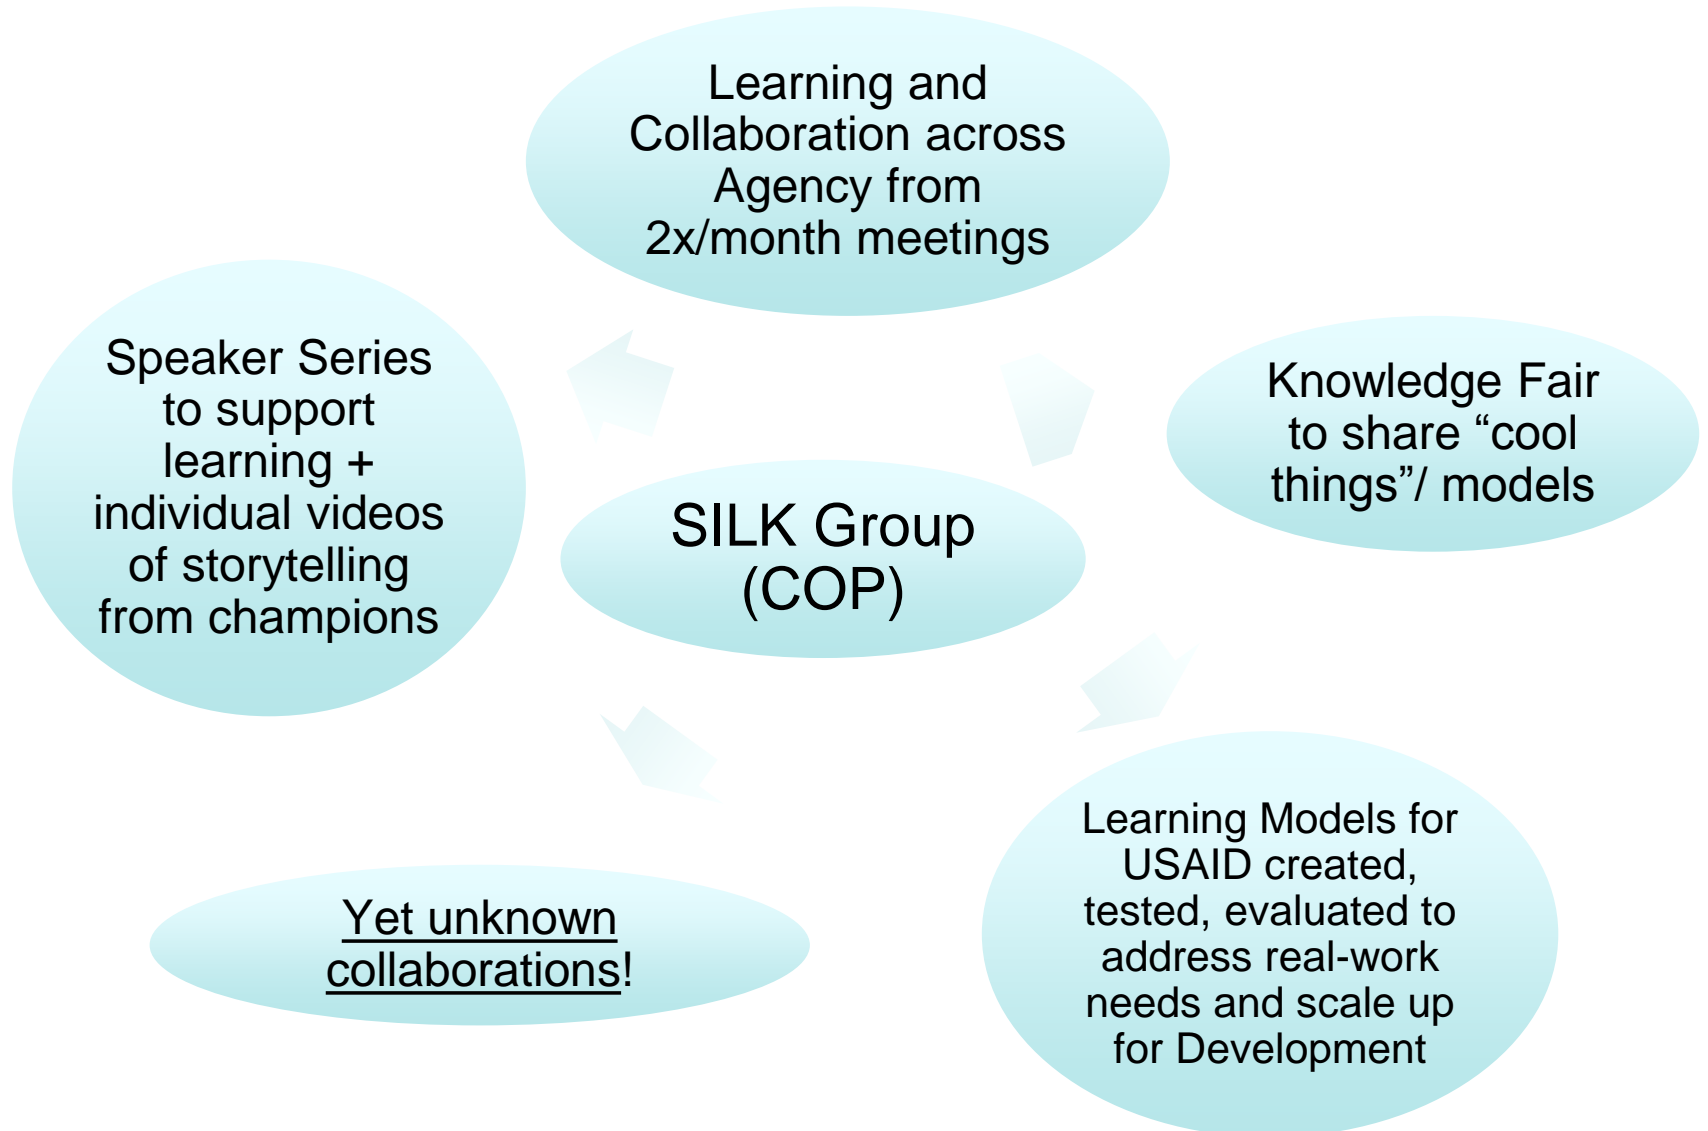 Learning and
Collaboration across
Agency from
2x/month meetings
Speaker Series
to support
learning +
individual videos
of storytelling
from champions
Knowledge Fair
to share “cool
things”/ models
SILK Group
(COP)
Yet unknown
collaborations!
Learning Models for
USAID created,
tested, evaluated to
address real-work
needs and scale up
for Development